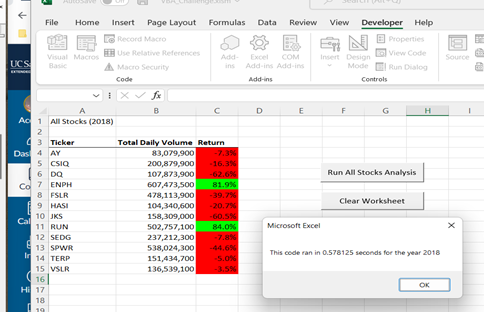 AutoSave Off VBA_Challenge.xlsm
File Home Insert Page Layout Formulas Data Review View Developer Help
Visual Basic Macros Record Macro Use Relative References Macro Security Add-ins Excel Add-ins COM Add-ins Insert Design Mode Properties View Code Run Dialog Source
Code Add-ins Controls
fx
A B C D E F G H I
1 All Stocks (2018)
2
3 Ticker Total Daily Volume Return
4 AY 83,079,900 -7.3%
5 CSIQ 200,879,900 -16.3%
6 DQ 107,873,900 -62.6%
7 ENPH 607,473,500 81.9%
8 FSLR 478,113,900 -39.7%
9 HASI 104,340,600 -20.7%
10 JKS 158,309,000 -60.5%
11 RUN 502,757,100 84.0%
12 SEDG 237,212,300 -7.8%
13 SPWR 538,024,300 -44.6%
14 TERP 151,434,700 -5.0%
15 VSLR 136,539,100 -3.5%
16
17
18
19
Run All Stocks Analysis
Clear Worksheet
Microsoft Excel
This code ran in 0.578125 seconds for the year 2018
OK